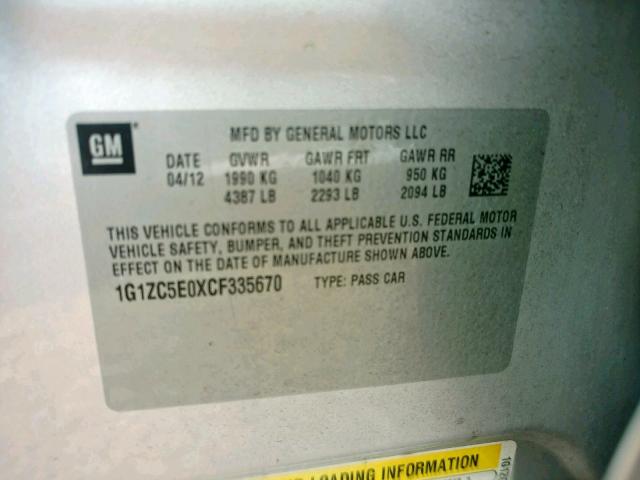 GM
MFD BY GENERAL MOTORS LLC
DATE GVWR GAWR FRT GAWR RR
04/12 1990 KG 1040 KG 950 KG
4387 LB 2293 LB 2094 LB
THIS VEHICLE CONFORMS TO ALL APPLICABLE U.S. FEDERAL MOTOR
VEHICLE SAFETY, BUMPER, AND THEFT PREVENTION STANDARDS IN
EFFECT ON THE DATE OF MANUFACTURE SHOWN ABOVE.
1G1ZC5E0XCF335670 TYPE: PASS CAR
LOADING INFORMATION